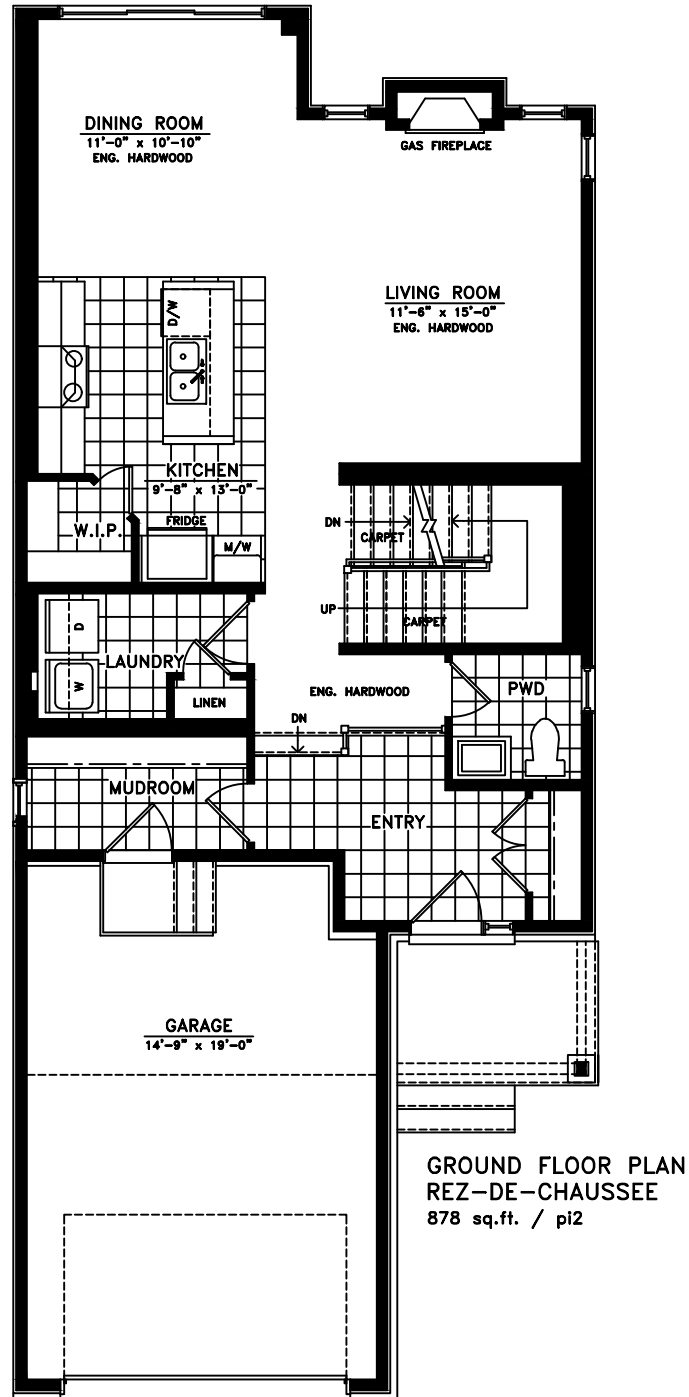 DINING ROOM
11'-0" x 10'-10"
ENG. HARDWOOD
GAS FIREPLACE
LIVING ROOM
11'-6" x 15'-0"
ENG. HARDWOOD
D/W
KITCHEN
9'-8" x 13'-0"
W.I.P.
FRIDGE
M/W
DN
CARPET
UP
CARPET
D
W
LAUNDRY
LINEN
ENG. HARDWOOD
PWD
DN
MUDROOM
ENTRY
GARAGE
14'-9" x 19'-0"
GROUND FLOOR PLAN
REZ-DE-CHAUSSEE
878 sq.ft. / pi2